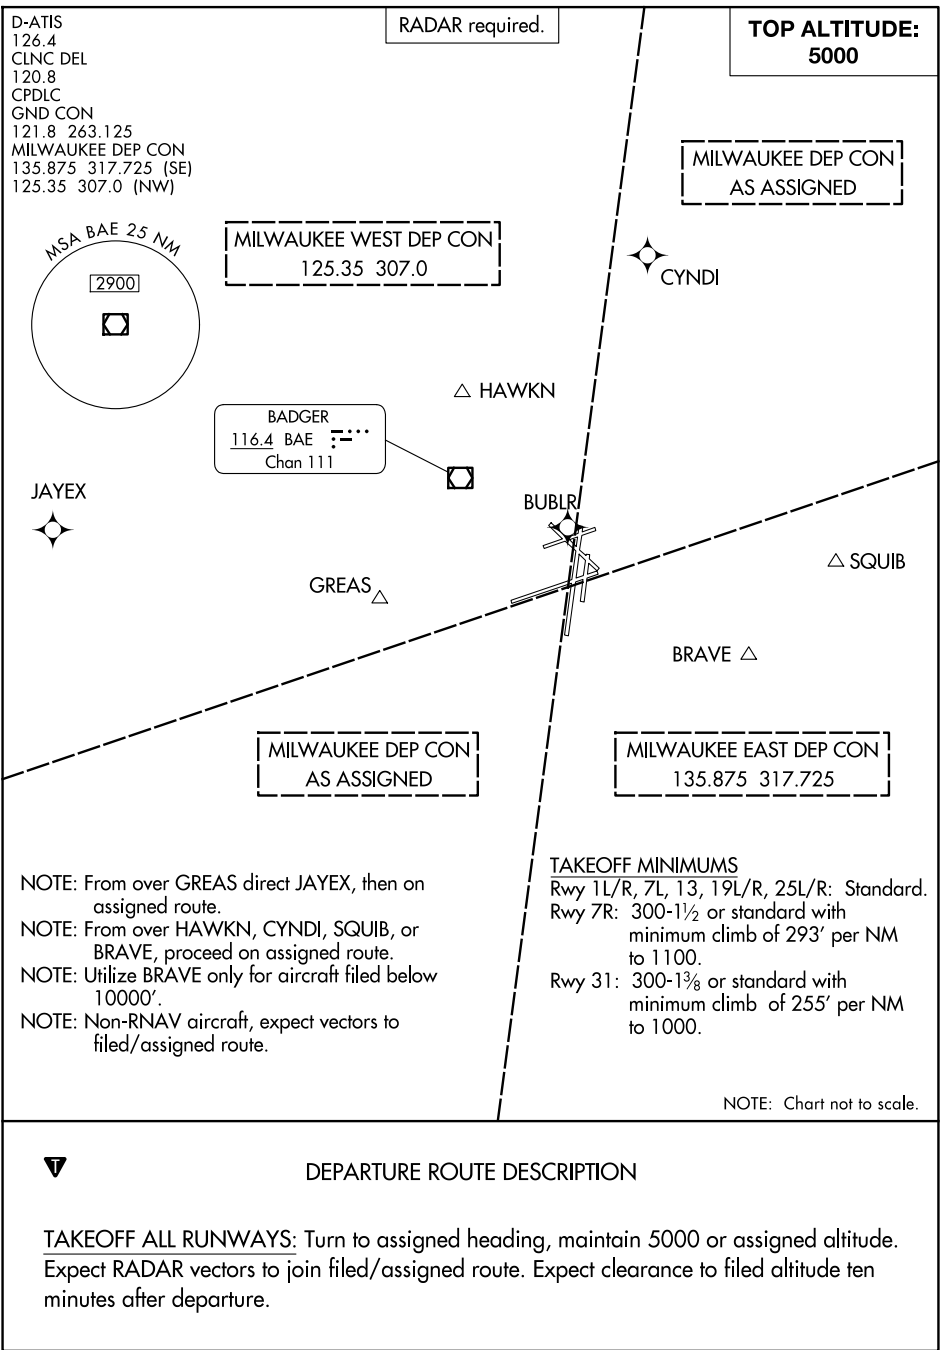 D-ATIS
126.4
CLNC DEL
120.8
CPDLC
GND CON
121.8 263.125
MILWAUKEE DEP CON
135.875 317.725 (SE)
125.35 307.0 (NW)
RADAR required.
TOP ALTITUDE:
5000
MILWAUKEE DEP CON
AS ASSIGNED
MSA BAE 25 NM
2900
MILWAUKEE WEST DEP CON
125.35 307.0
CYNDI
HAWKN
BADGER
116.4 BAE
Chan 111
JAYEX
BUBLR
GREAS
SQUIB
BRAVE
MILWAUKEE DEP CON
AS ASSIGNED
MILWAUKEE EAST DEP CON
135.875 317.725
NOTE: From over GREAS direct JAYEX, then on
assigned route.
NOTE: From over HAWKN, CYNDI, SQUIB, or
BRAVE, proceed on assigned route.
NOTE: Utilize BRAVE only for aircraft filed below
10000'.
NOTE: Non-RNAV aircraft, expect vectors to
filed/assigned route.
TAKEOFF MINIMUMS
Rwy 1L/R, 7L, 13, 19L/R, 25L/R: Standard.
Rwy 7R: 300-1½ or standard with
minimum climb of 293' per NM
to 1100.
Rwy 31: 300-1⅜ or standard with
minimum climb of 255' per NM
to 1000.
NOTE: Chart not to scale.
T
DEPARTURE ROUTE DESCRIPTION
TAKEOFF ALL RUNWAYS: Turn to assigned heading, maintain 5000 or assigned altitude.
Expect RADAR vectors to join filed/assigned route. Expect clearance to filed altitude ten
minutes after departure.